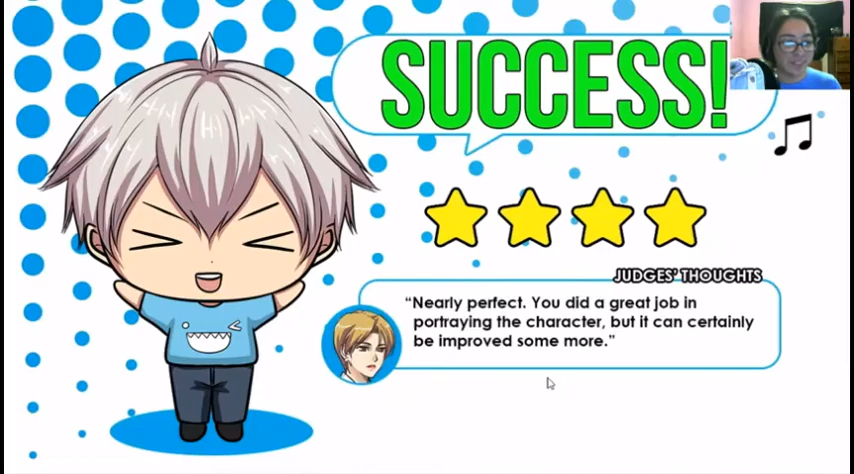 SUCCESS!
JUDGES' THOUGHTS
“Nearly perfect. You did a great job in
portraying the character, but it can certainly
be improved some more.”